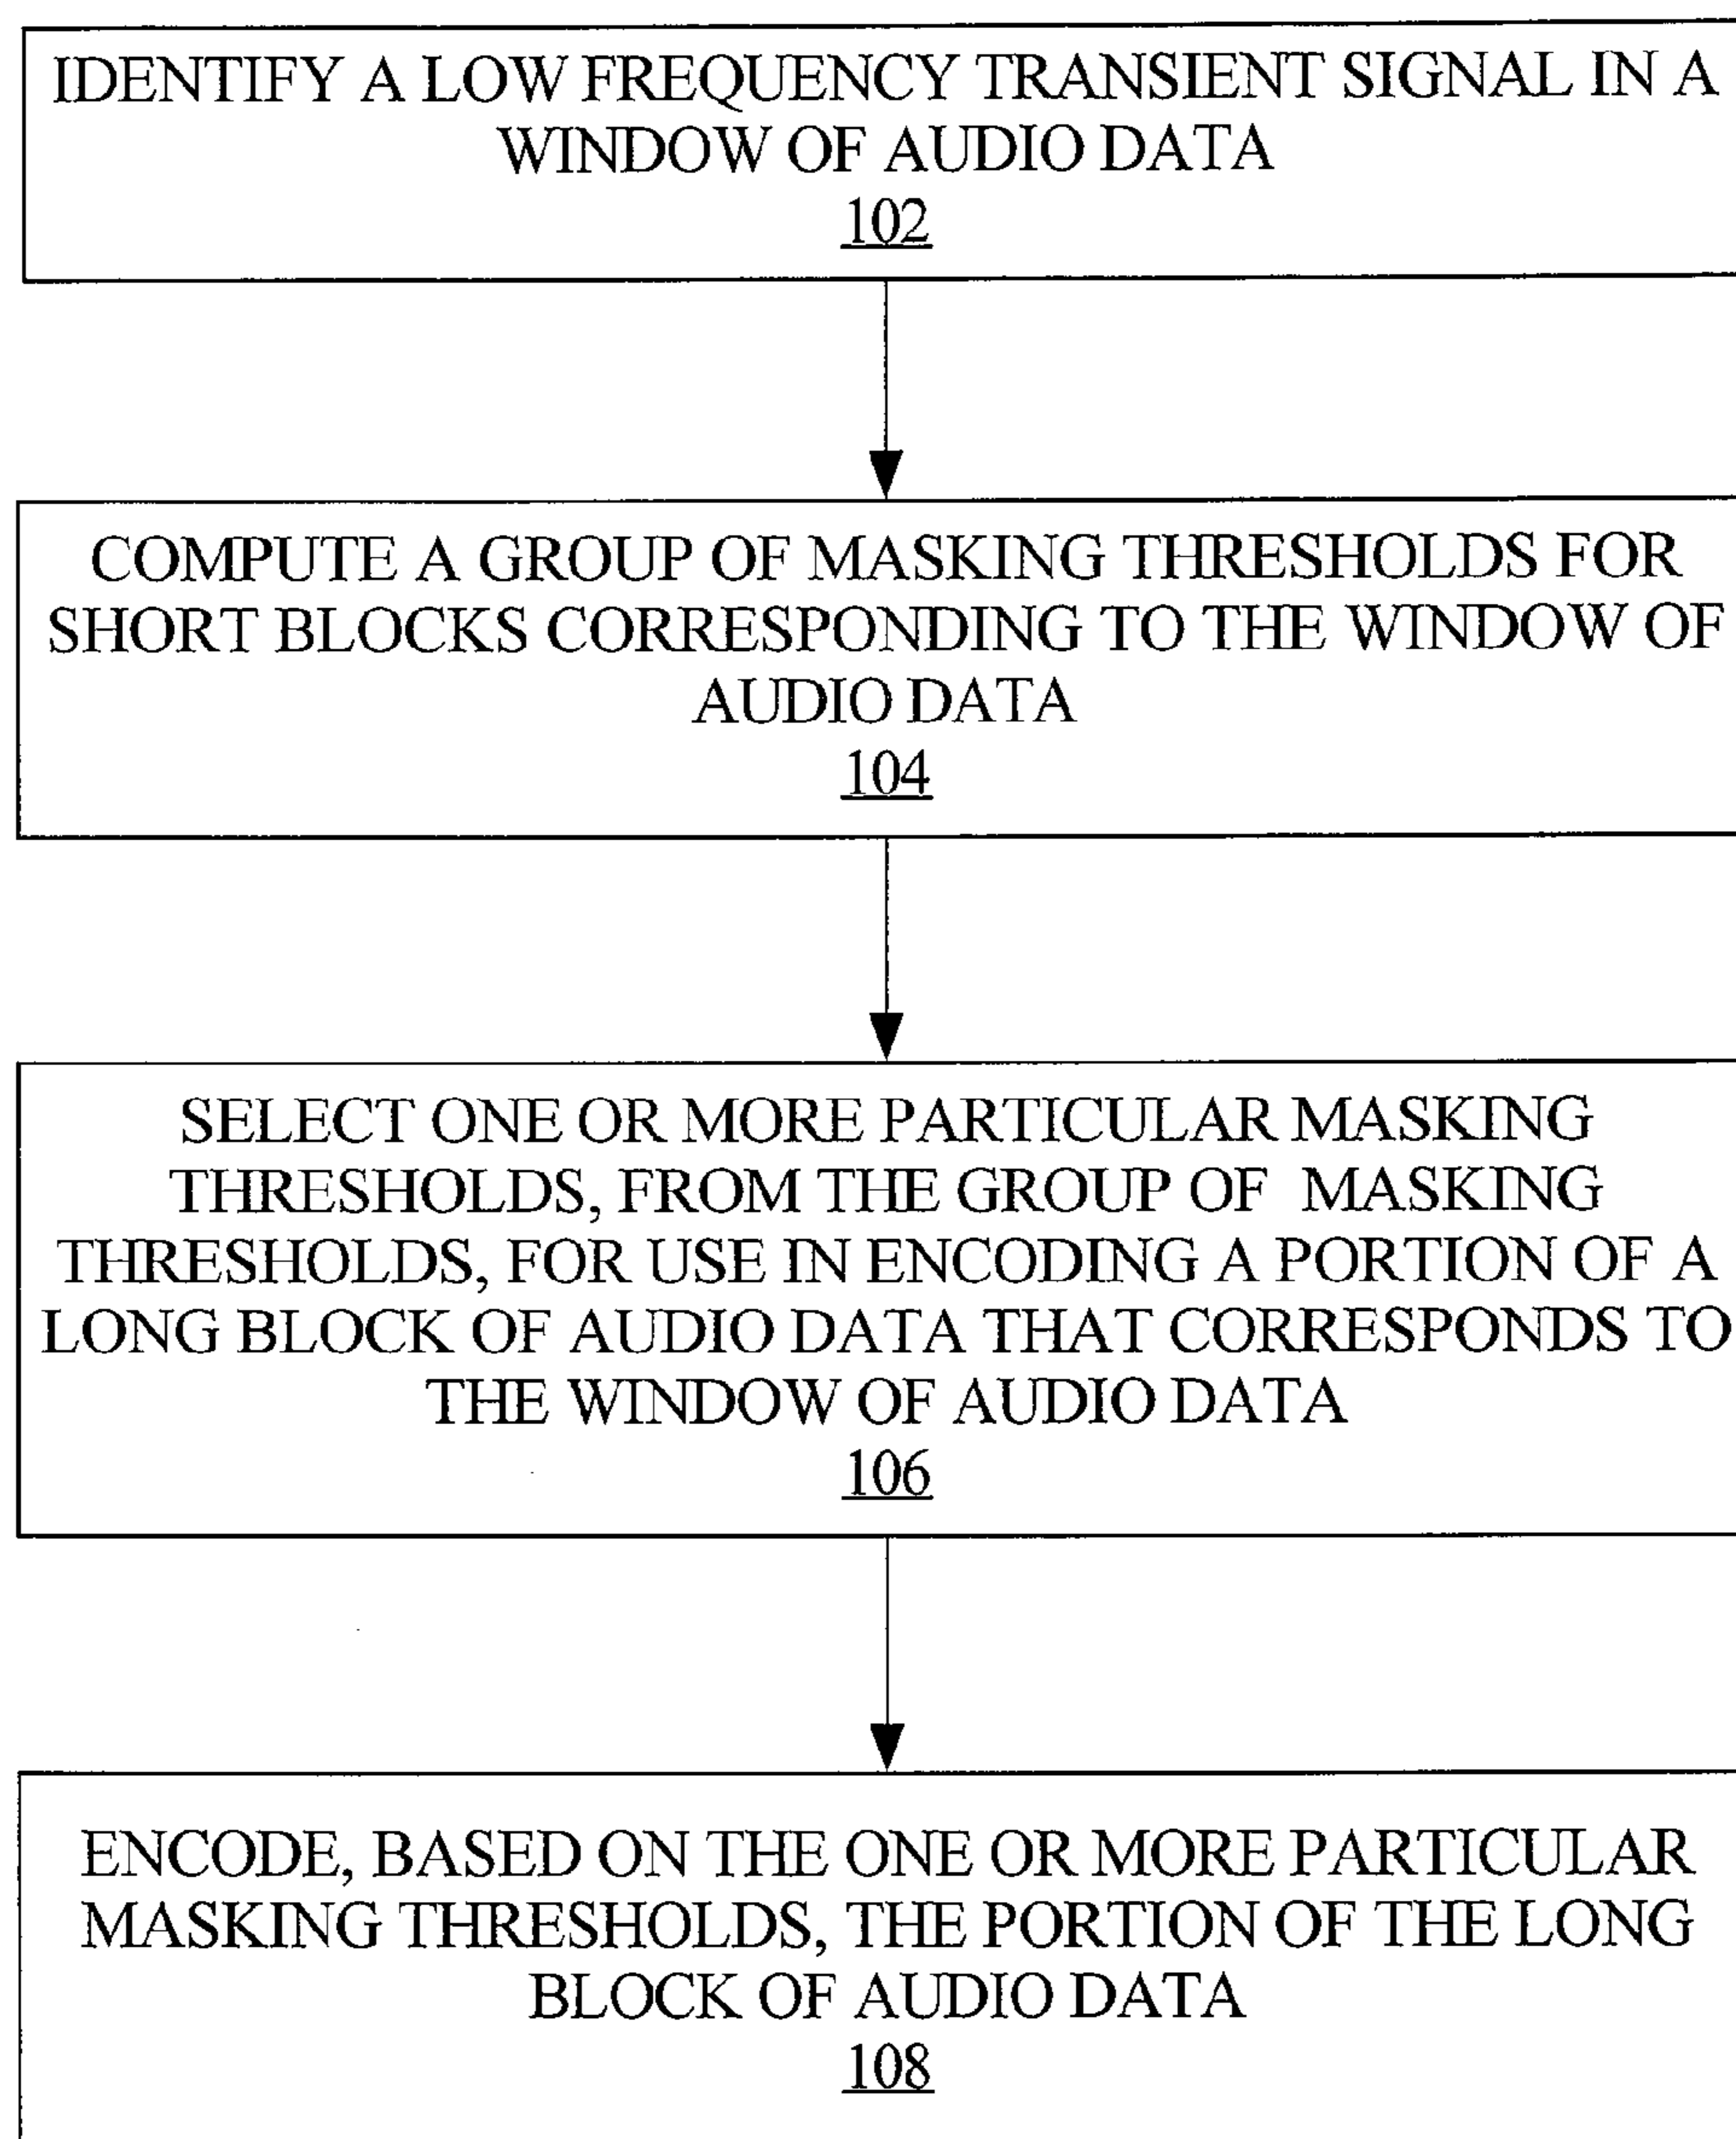 IDENTIFY A LOW FREQUENCY TRANSIENT SIGNAL IN A
WINDOW OF AUDIO DATA
102
COMPUTE A GROUP OF MASKING THRESHOLDS FOR
SHORT BLOCKS CORRESPONDING TO THE WINDOW OF
AUDIO DATA
104
SELECT ONE OR MORE PARTICULAR MASKING
THRESHOLDS, FROM THE GROUP OF MASKING
THRESHOLDS, FOR USE IN ENCODING A PORTION OF A
LONG BLOCK OF AUDIO DATA THAT CORRESPONDS TO
THE WINDOW OF AUDIO DATA
106
ENCODE, BASED ON THE ONE OR MORE PARTICULAR
MASKING THRESHOLDS, THE PORTION OF THE LONG
BLOCK OF AUDIO DATA
108